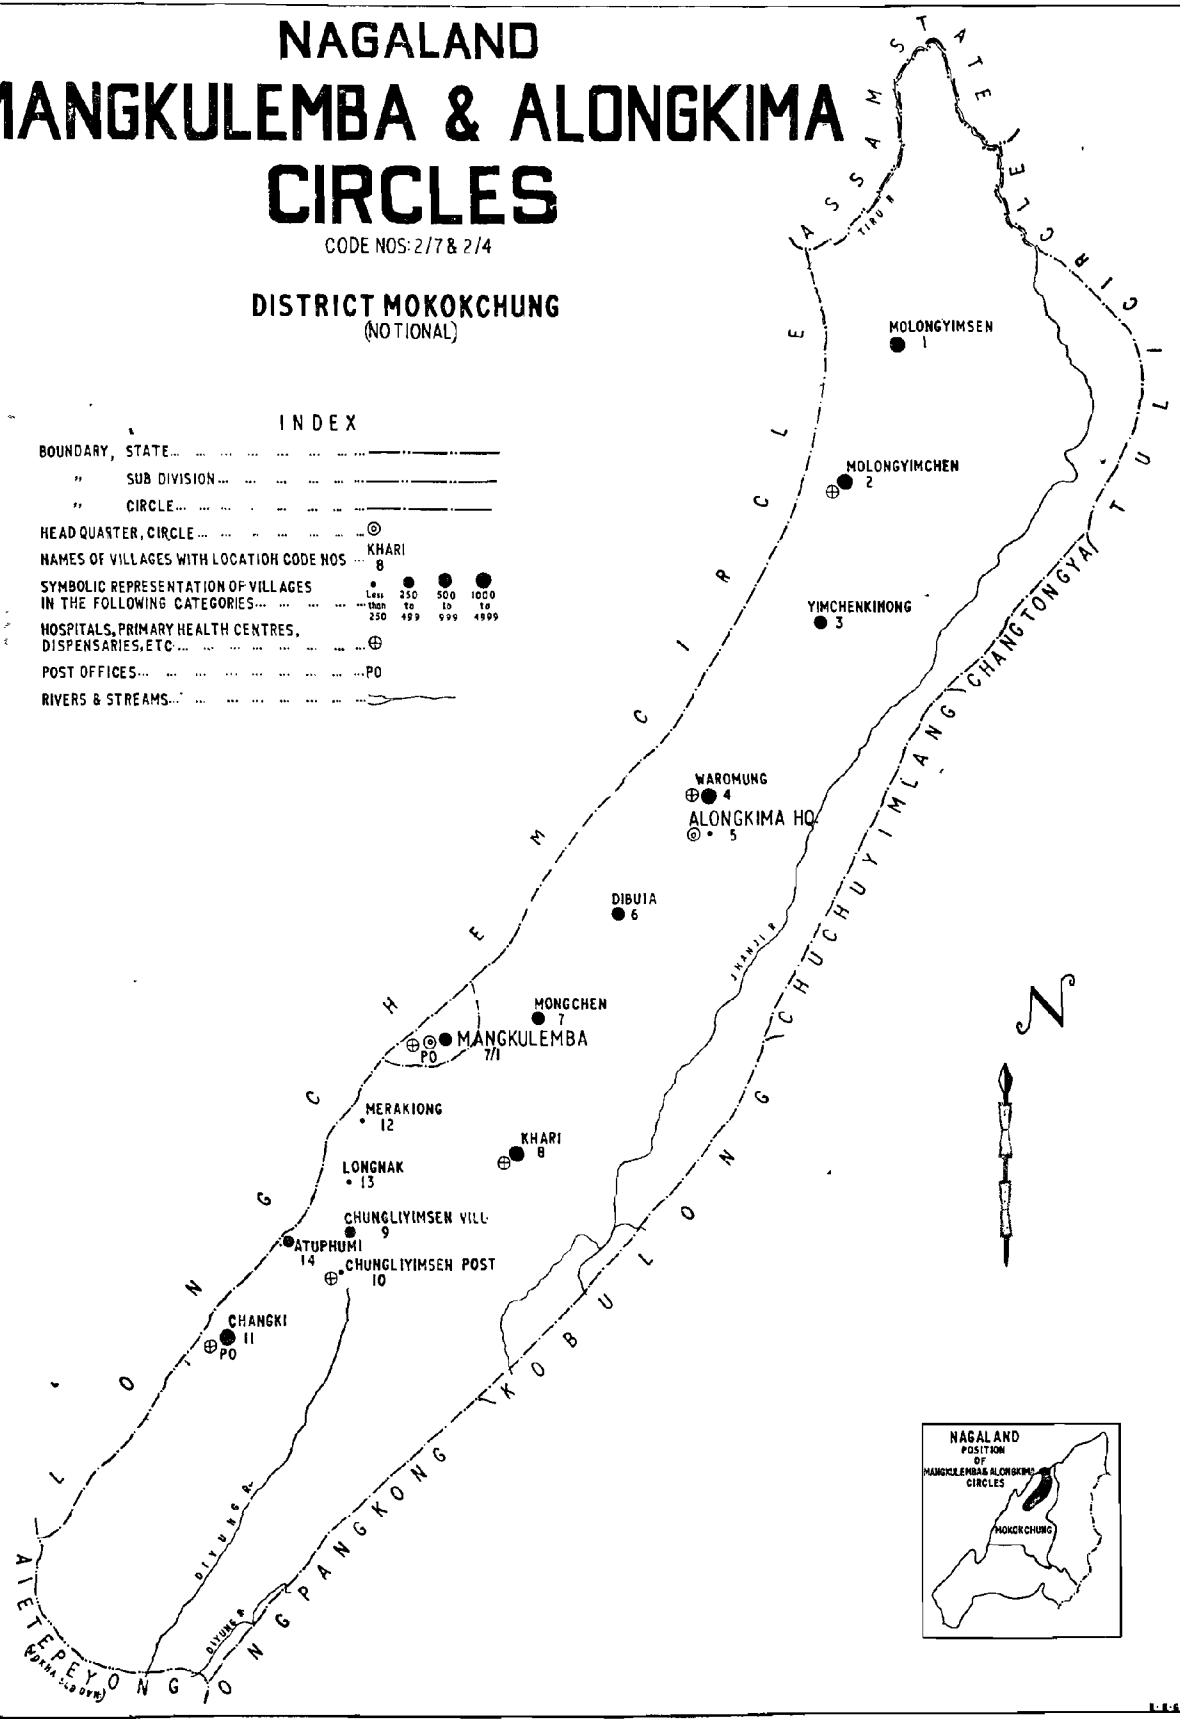 NAGALAND
MANGKULEMBA & ALONGKIMA
CIRCLES
CODE NOS: 2/7 & 2/4
DISTRICT MOKOKCHUNG
(NOTIONAL)
INDEX
BOUNDARY, STATE
" SUB DIVISION
" CIRCLE
HEAD QUARTER, CIRCLE
NAMES OF VILLAGES WITH LOCATION CODE NOS
KHARI
8
SYMBOLIC REPRESENTATION OF VILLAGES
IN THE FOLLOWING CATEGORIES
Less than 250
250 to 499
500 to 999
1000 to 4999
HOSPITALS, PRIMARY HEALTH CENTRES,
DISPENSARIES, ETC
POST OFFICES PO
RIVERS & STREAMS
ASSAM STATE
TIRU R
TULI CIRCLE
LONGCHEM CIRCLE
MOLONGYIMSEN
1
MOLONGYIMCHEN
2
YIMCHENKIMONG
3
CHANGTONGYA
WAROMUNG
4
ALONGKIMA HQ.
5
DIBUIA
6
CHUCHUYIMLANG
JHANJI R
MONGCHEN
7
MANGKULEMBA
PO 7/1
MERAKIONG
12
KHARI
8
LONGNAK
13
CHUNGLIYIMSEN VILL
9
ATUPHUMI
14
CHUNGLIYIMSEN POST
10
CHANGKI
11
PO
KOBULONG
N
DIYUNG R.
DIYUNG R
ONGPANGKONG
AIETEPEYONG
(WOKHA SUB DVN.)
NAGALAND
POSITION
OF
MANGKULEMBA & ALONGKIMA
CIRCLES
MOKOKCHUNG